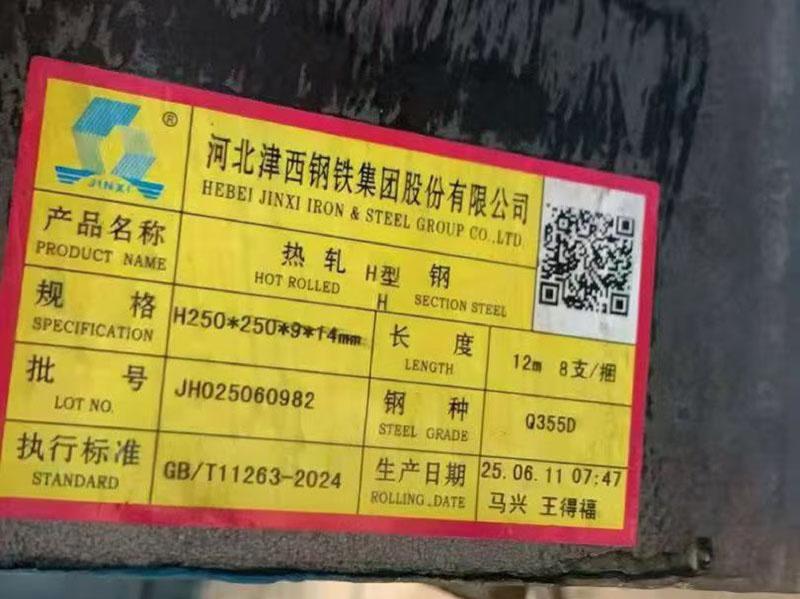 JINXI ®
河北津西钢铁集团股份有限公司
HEBEI JINXI IRON & STEEL GROUP CO.,LTD
产品名称
PRODUCT NAME
热轧 H型 钢
HOT ROLLED H SECTION STEEL
规格
SPECIFICATION
H250*250*9*14mm
长度
LENGTH
12m 8支/捆
批号
LOT NO.
JH025060982
钢种
STEEL GRADE
Q355D
执行标准
STANDARD
GB/T11263-2024
生产日期
ROLLING.DATE
25.06.11 07:47
马兴 王得福